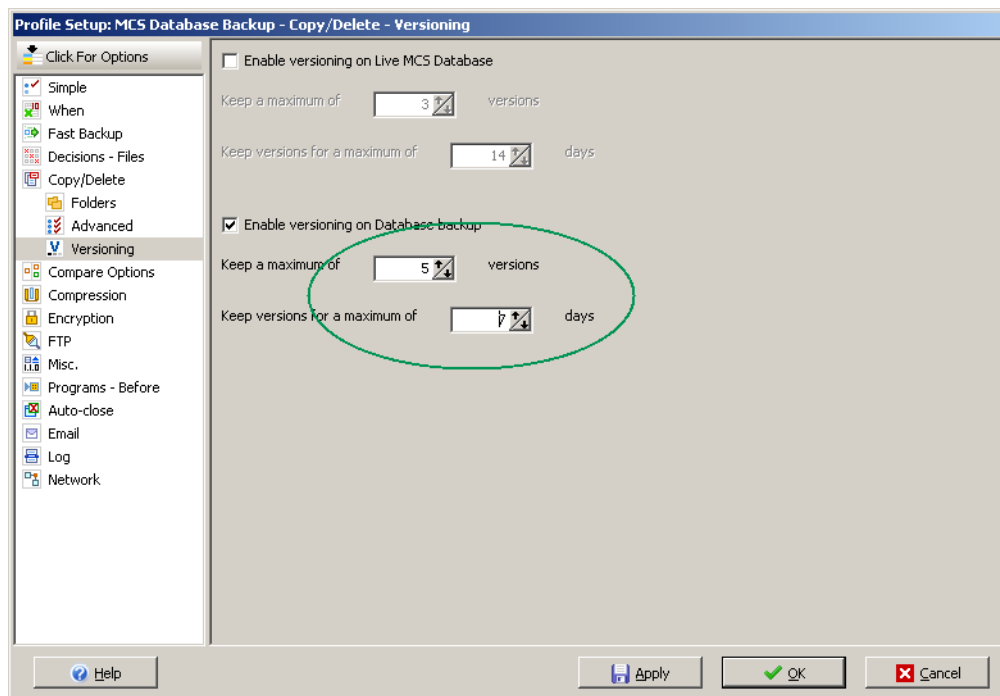 Profile Setup: MCS Database Backup - Copy/Delete - Versioning
Click For Options
Simple
When
Fast Backup
Decisions - Files
Copy/Delete
Folders
Advanced
Versioning
Compare Options
Compression
Encryption
FTP
Misc.
Programs - Before
Auto-close
Email
Log
Network
Enable versioning on Live MCS Database
Keep a maximum of 3 versions
Keep versions for a maximum of 14 days
Enable versioning on Database backup
Keep a maximum of 5 versions
Keep versions for a maximum of 7 days
Help
Apply
OK
Cancel